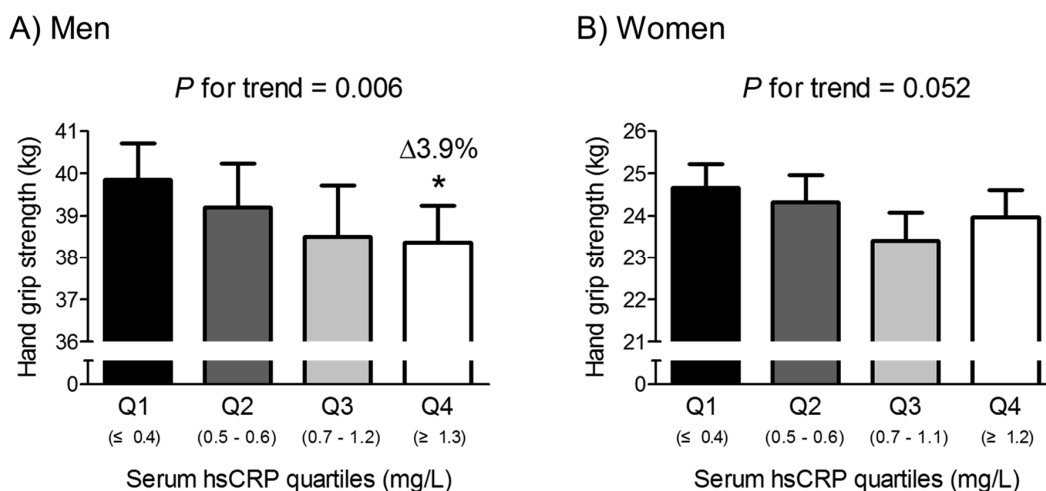 A) Men
P for trend = 0.006
Hand grip strength (kg)
41
40
39
38
37
36
0
Δ3.9%
*
Q1 Q2 Q3 Q4
(≤ 0.4) (0.5 - 0.6) (0.7 - 1.2) (≥ 1.3)
Serum hsCRP quartiles (mg/L)
B) Women
P for trend = 0.052
Hand grip strength (kg)
26
25
24
23
22
21
0
Q1 Q2 Q3 Q4
(≤ 0.4) (0.5 - 0.6) (0.7 - 1.1) (≥ 1.2)
Serum hsCRP quartiles (mg/L)